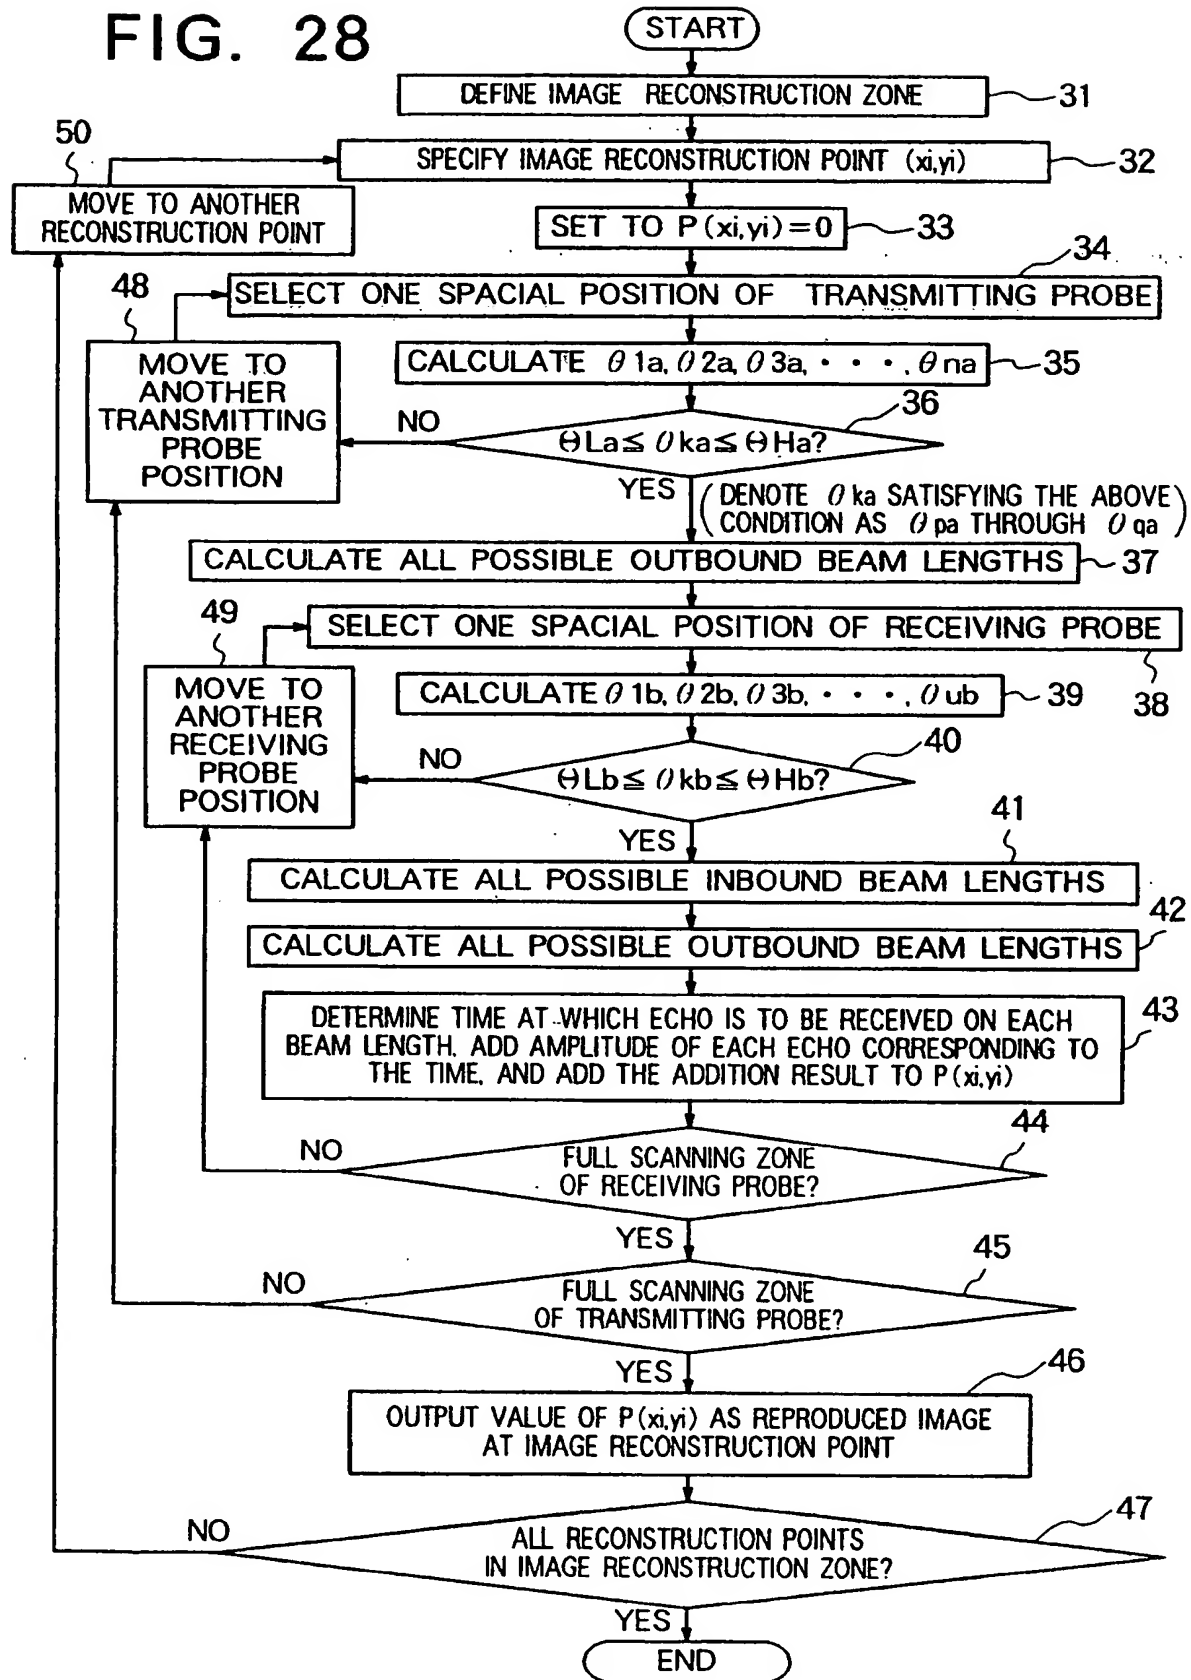 FIG. 28
START
DEFINE IMAGE RECONSTRUCTION ZONE
31
50
SPECIFY IMAGE RECONSTRUCTION POINT (xi,yi)
32
MOVE TO ANOTHER
RECONSTRUCTION POINT
SET TO P(xi,yi)=0
33
34
48
SELECT ONE SPACIAL POSITION OF TRANSMITTING PROBE
MOVE TO
ANOTHER
TRANSMITTING
PROBE
POSITION
CALCULATE θ1a, θ2a, θ3a, · · ·, θna
35
36
NO
ΘLa≦ θka≦ ΘHa?
YES
(DENOTE θka SATISFYING THE ABOVE
CONDITION AS θpa THROUGH θqa)
CALCULATE ALL POSSIBLE OUTBOUND BEAM LENGTHS
37
49
SELECT ONE SPACIAL POSITION OF RECEIVING PROBE
38
MOVE TO
ANOTHER
RECEIVING
PROBE
POSITION
CALCULATE θ1b, θ2b, θ3b, · · ·, θub
39
40
NO
ΘLb≦ θkb≦ ΘHb?
YES
41
CALCULATE ALL POSSIBLE INBOUND BEAM LENGTHS
42
CALCULATE ALL POSSIBLE OUTBOUND BEAM LENGTHS
43
DETERMINE TIME AT WHICH ECHO IS TO BE RECEIVED ON EACH
BEAM LENGTH, ADD AMPLITUDE OF EACH ECHO CORRESPONDING TO
THE TIME, AND ADD THE ADDITION RESULT TO P(xi,yi)
44
NO
FULL SCANNING ZONE
OF RECEIVING PROBE?
YES
45
NO
FULL SCANNING ZONE
OF TRANSMITTING PROBE?
YES
46
OUTPUT VALUE OF P(xi,yi) AS REPRODUCED IMAGE
AT IMAGE RECONSTRUCTION POINT
47
NO
ALL RECONSTRUCTION POINTS
IN IMAGE RECONSTRUCTION ZONE?
YES
END